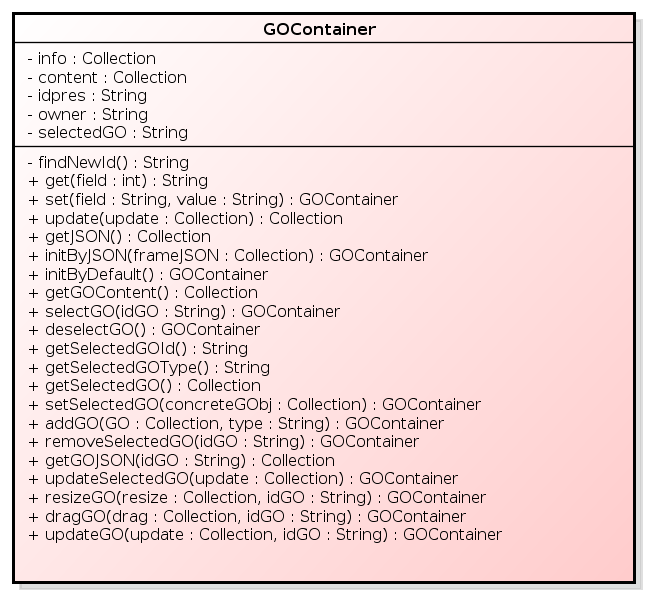 GOContainer
- info : Collection
- content : Collection
- idpres : String
- owner : String
- selectedGO : String
- findNewId() : String
+ get(field : int) : String
+ set(field : String, value : String) : GOContainer
+ update(update : Collection) : Collection
+ getJSON() : Collection
+ initByJSON(frameJSON : Collection) : GOContainer
+ initByDefault() : GOContainer
+ getGOContent() : Collection
+ selectGO(idGO : String) : GOContainer
+ deselectGO() : GOContainer
+ getSelectedGOId() : String
+ getSelectedGOType() : String
+ getSelectedGO() : Collection
+ setSelectedGO(concreteGObj : Collection) : GOContainer
+ addGO(GO : Collection, type : String) : GOContainer
+ removeSelectedGO(idGO : String) : GOContainer
+ getGOJSON(idGO : String) : Collection
+ updateSelectedGO(update : Collection) : GOContainer
+ resizeGO(resize : Collection, idGO : String) : GOContainer
+ dragGO(drag : Collection, idGO : String) : GOContainer
+ updateGO(update : Collection, idGO : String) : GOContainer